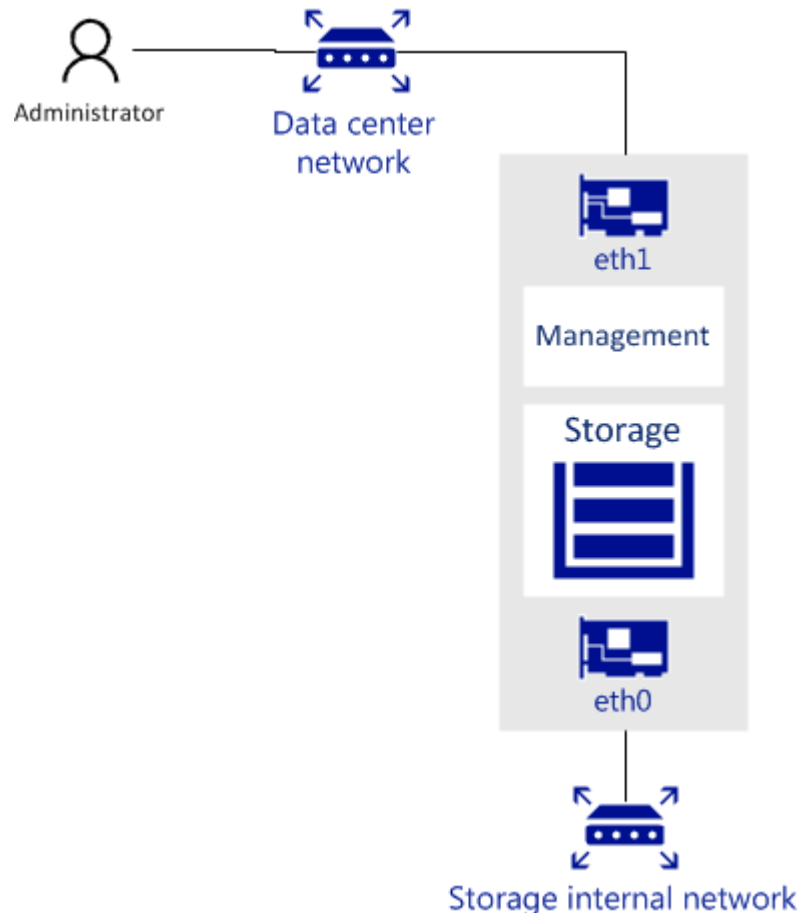 Administrator
Data center
network
eth1
Management
Storage
eth0
Storage internal network